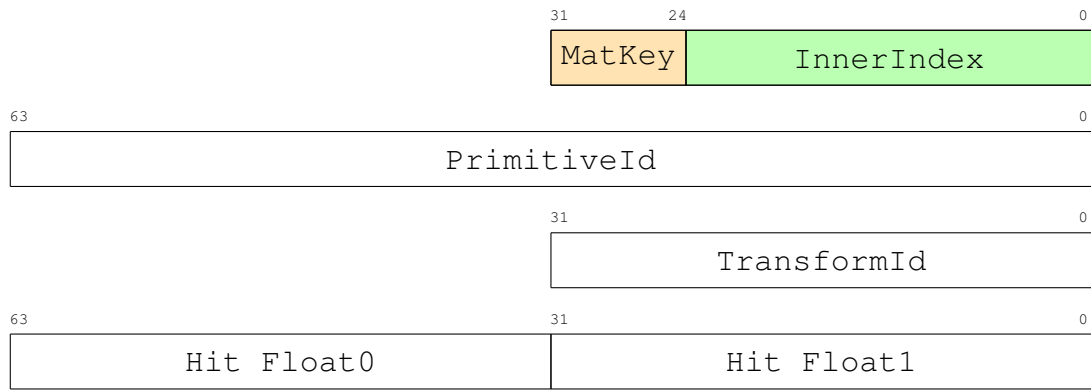 31 24 0
MatKey InnerIndex
63 0
PrimitiveId
31 0
TransformId
63 31 0
Hit Float0 Hit Float1